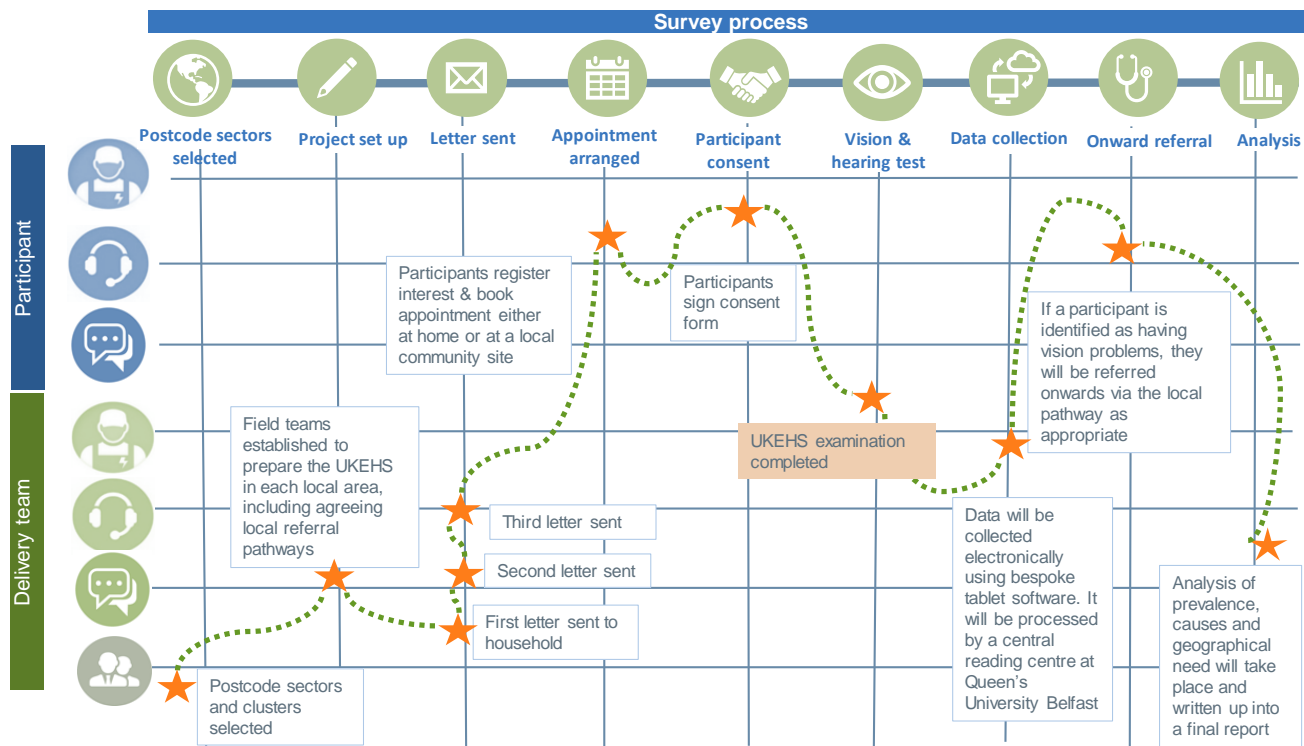 Survey process
Postcode sectors
selected
Project set up
Letter sent
Appointment
arranged
Participant
consent
Vision &
hearing test
Data collection
Onward referral
Analysis
Participant
Delivery team
Participants register
interest & book
appointment either
at home or at a local
community site
Participants
sign consent
form
If a participant is
identified as having
vision problems, they
will be referred
onwards via the local
pathway as
appropriate
Field teams
established to
prepare the UKEHS
in each local area,
including agreeing
local referral
pathways
UKEHS examination
completed
Third letter sent
Second letter sent
First letter sent to
household
Data will be
collected
electronically
using bespoke
tablet software. It
will be processed
by a central
reading centre at
Queen's
University Belfast
Analysis of
prevalence,
causes and
geographical
need will take
place and
written up into
a final report
Postcode sectors
and clusters
selected